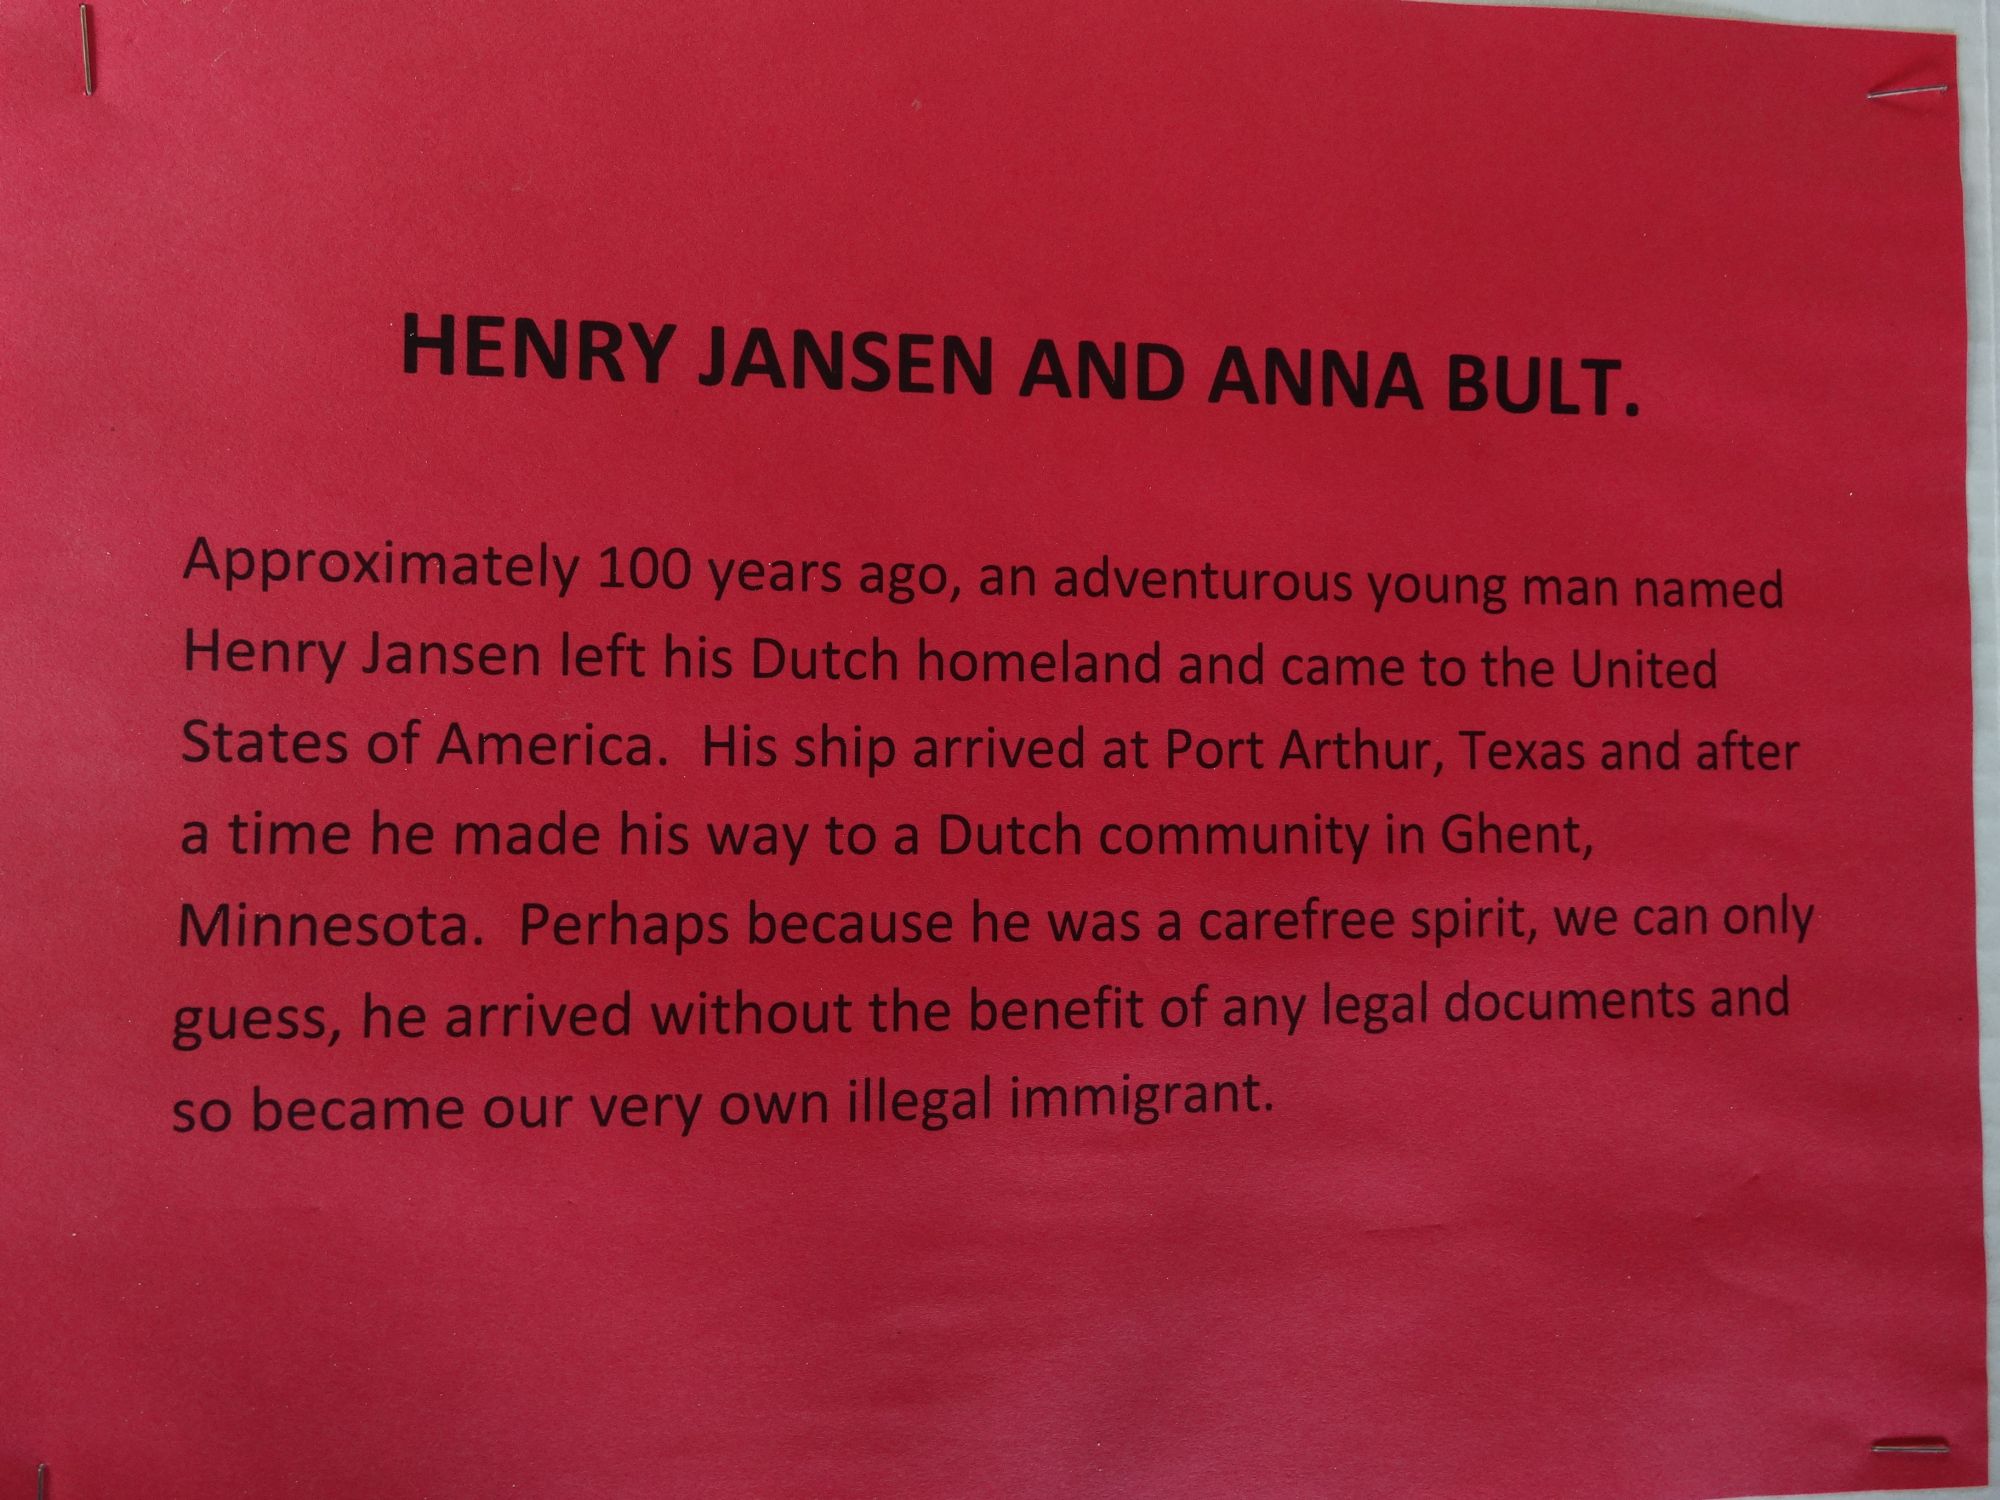 HENRY JANSEN AND ANNA BULT.
Approximately 100 years ago, an adventurous young man named
Henry Jansen left his Dutch homeland and came to the United
States of America.  His ship arrived at Port Arthur, Texas and after
a time he made his way to a Dutch community in Ghent,
Minnesota.  Perhaps because he was a carefree spirit, we can only
guess, he arrived without the benefit of any legal documents and
so became our very own illegal immigrant.